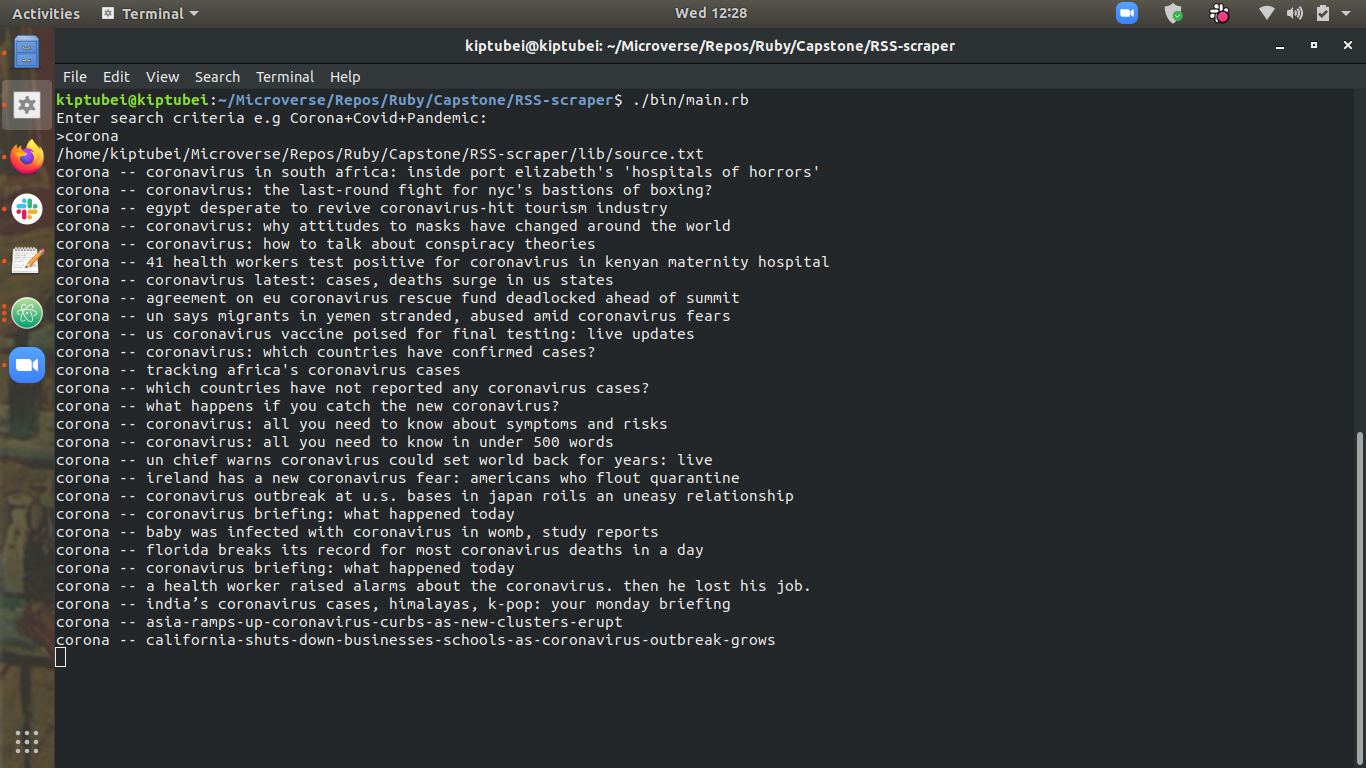 Activities Terminal Wed 12:28
kiptubei@kiptubei: ~/Microverse/Repos/Ruby/Capstone/RSS-scraper
File Edit View Search Terminal Help
kiptubei@kiptubei:~/Microverse/Repos/Ruby/Capstone/RSS-scraper$ ./bin/main.rb
Enter search criteria e.g Corona+Covid+Pandemic:
>corona
/home/kiptubei/Microverse/Repos/Ruby/Capstone/RSS-scraper/lib/source.txt
corona -- coronavirus in south africa: inside port elizabeth's 'hospitals of horrors'
corona -- coronavirus: the last-round fight for nyc's bastions of boxing?
corona -- egypt desperate to revive coronavirus-hit tourism industry
corona -- coronavirus: why attitudes to masks have changed around the world
corona -- coronavirus: how to talk about conspiracy theories
corona -- 41 health workers test positive for coronavirus in kenyan maternity hospital
corona -- coronavirus latest: cases, deaths surge in us states
corona -- agreement on eu coronavirus rescue fund deadlocked ahead of summit
corona -- un says migrants in yemen stranded, abused amid coronavirus fears
corona -- us coronavirus vaccine poised for final testing: live updates
corona -- coronavirus: which countries have confirmed cases?
corona -- tracking africa's coronavirus cases
corona -- which countries have not reported any coronavirus cases?
corona -- what happens if you catch the new coronavirus?
corona -- coronavirus: all you need to know about symptoms and risks
corona -- coronavirus: all you need to know in under 500 words
corona -- un chief warns coronavirus could set world back for years: live
corona -- ireland has a new coronavirus fear: americans who flout quarantine
corona -- coronavirus outbreak at u.s. bases in japan roils an uneasy relationship
corona -- coronavirus briefing: what happened today
corona -- baby was infected with coronavirus in womb, study reports
corona -- florida breaks its record for most coronavirus deaths in a day
corona -- coronavirus briefing: what happened today
corona -- a health worker raised alarms about the coronavirus. then he lost his job.
corona -- india’s coronavirus cases, himalayas, k-pop: your monday briefing
corona -- asia-ramps-up-coronavirus-curbs-as-new-clusters-erupt
corona -- california-shuts-down-businesses-schools-as-coronavirus-outbreak-grows